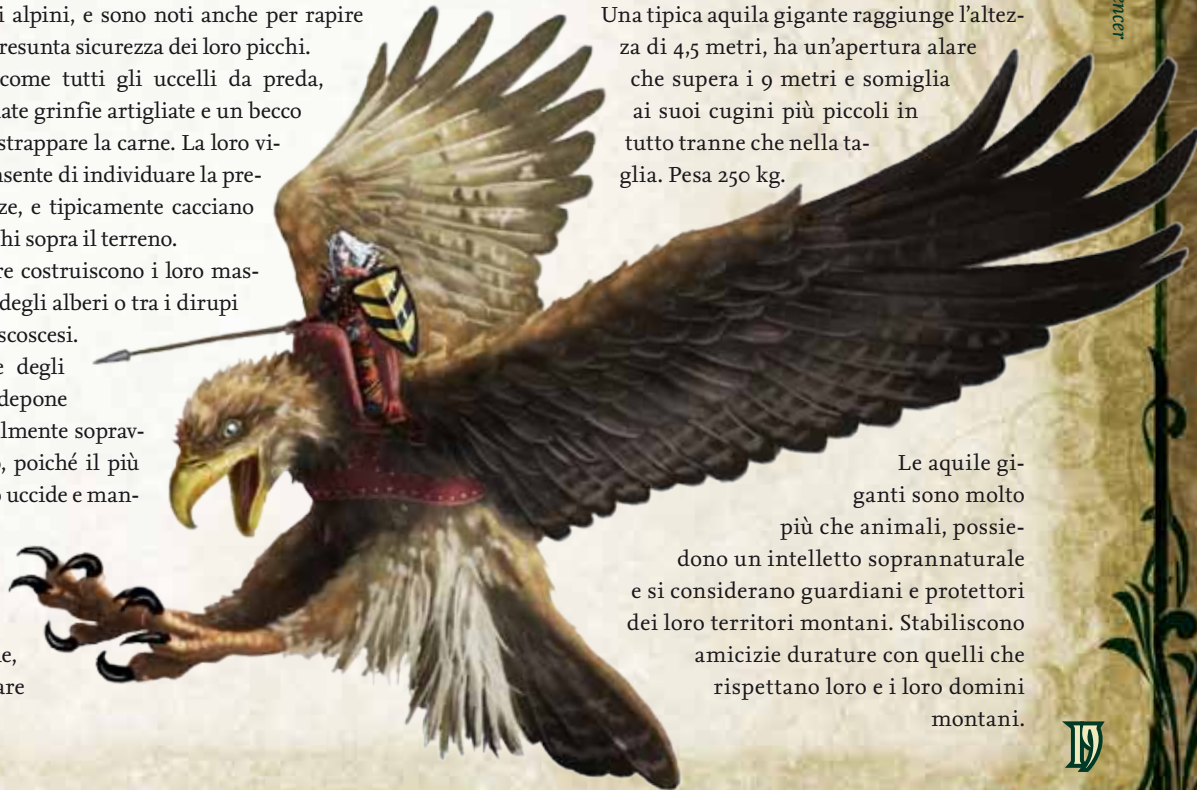 i alpini, e sono noti anche per rapire
resunta sicurezza dei loro picchi.
come tutti gli uccelli da preda,
ate grinfie artigliate e un becco
strappare la carne. La loro vi-
sente di individuare la pre-
ze, e tipicamente cacciano
hi sopra il terreno.
re costruiscono i loro mas-
degli alberi o tra i dirupi
scoscesi.
e degli
depone
lmente soprav-
, poiché il più
uccide e man-
e,
are
Una tipica aquila gigante raggiunge l'altez-
za di 4,5 metri, ha un'apertura alare
che supera i 9 metri e somiglia
ai suoi cugini più piccoli in
tutto tranne che nella ta-
glia. Pesa 250 kg.
Le aquile gi-
ganti sono molto
più che animali, possie-
dono un intelletto soprannaturale
e si considerano guardiani e protettori
dei loro territori montani. Stabiliscono
amicizie durature con quelli che
rispettano loro e i loro domini
montani.
encer